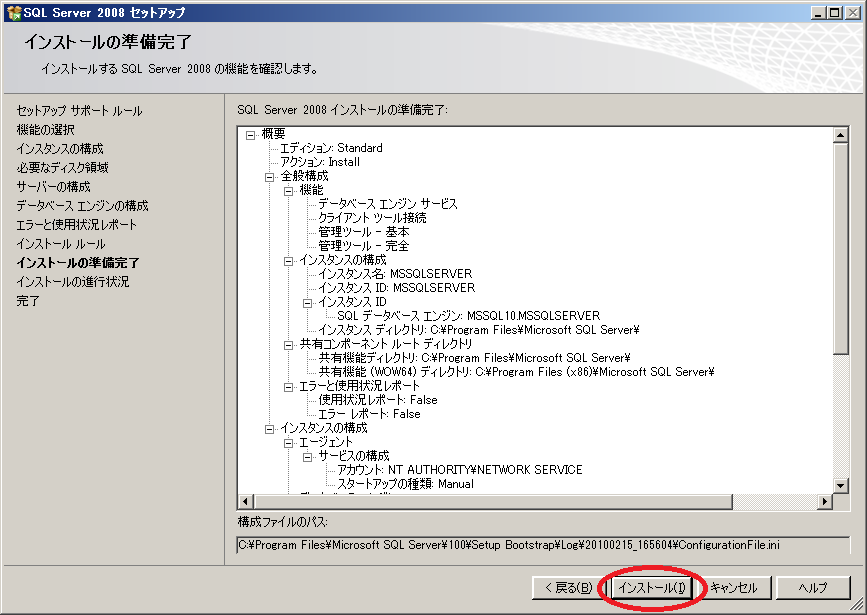 SQL Server 2008 セットアップ
インストールの準備完了
インストールする SQL Server 2008 の機能を確認します。
セットアップ サポート ルール
機能の選択
インスタンスの構成
必要なディスク領域
サーバーの構成
データベース エンジンの構成
エラーと使用状況レポート
インストール ルール
インストールの準備完了
インストールの進行状況
完了
SQL Server 2008 インストールの準備完了:
概要
エディション: Standard
アクション: Install
全般構成
機能
データベース エンジン サービス
クライアント ツール接続
管理ツール - 基本
管理ツール - 完全
インスタンスの構成
インスタンス名: MSSQLSERVER
インスタンス ID: MSSQLSERVER
インスタンス ID
SQL データベース エンジン: MSSQL10.MSSQLSERVER
インスタンス ディレクトリ: C:¥Program Files¥Microsoft SQL Server¥
共有コンポーネント ルート ディレクトリ
共有機能ディレクトリ: C:¥Program Files¥Microsoft SQL Server¥
共有機能 (WOW64) ディレクトリ: C:¥Program Files (x86)¥Microsoft SQL Server¥
エラーと使用状況レポート
使用状況レポート: False
エラー レポート: False
インスタンスの構成
エージェント
サービスの構成
アカウント: NT AUTHORITY¥NETWORK SERVICE
スタートアップの種類: Manual
構成ファイルのパス:
C:¥Program Files¥Microsoft SQL Server¥100¥Setup Bootstrap¥Log¥20100215_165604¥ConfigurationFile.ini
< 戻る(B) インストール(I) キャンセル ヘルプ